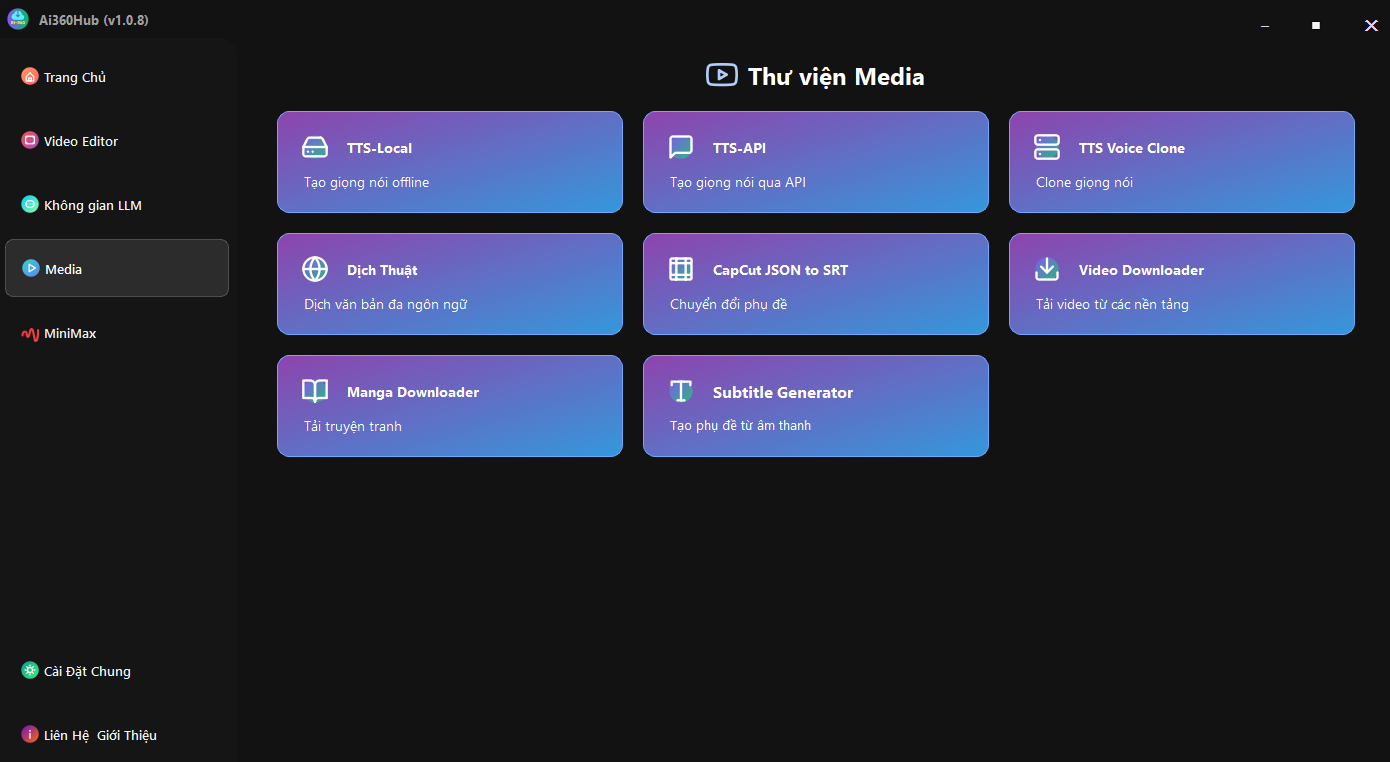 Ai360Hub (v1.0.8)
Trang Chủ
Video Editor
Không gian LLM
Media
MiniMax
Cài Đặt Chung
Liên Hệ  Giới Thiệu
Thư viện Media
TTS-Local
Tạo giọng nói offline
TTS-API
Tạo giọng nói qua API
TTS Voice Clone
Clone giọng nói
Dịch Thuật
Dịch văn bản đa ngôn ngữ
CapCut JSON to SRT
Chuyển đổi phụ đề
Video Downloader
Tải video từ các nền tảng
Manga Downloader
Tải truyện tranh
Subtitle Generator
Tạo phụ đề từ âm thanh